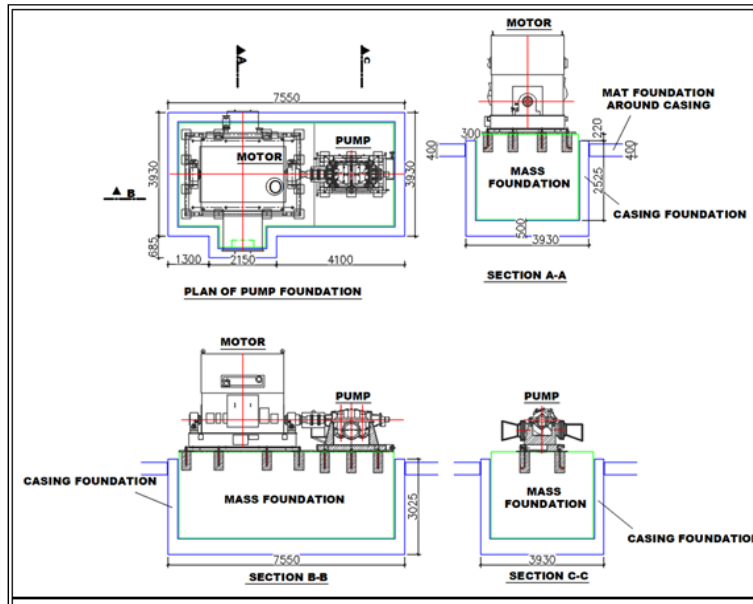 A
C
7550
MOTOR
PUMP
3930
3930
B
685
1300
2150
4100
PLAN OF PUMP FOUNDATION
MOTOR
MAT FOUNDATION
AROUND CASING
300
220
400
400
MASS
FOUNDATION
2525
CASING FOUNDATION
500
3930
SECTION A-A
MOTOR
PUMP
CASING FOUNDATION
MASS FOUNDATION
3025
7550
SECTION B-B
PUMP
MASS
FOUNDATION
CASING FOUNDATION
3930
SECTION C-C